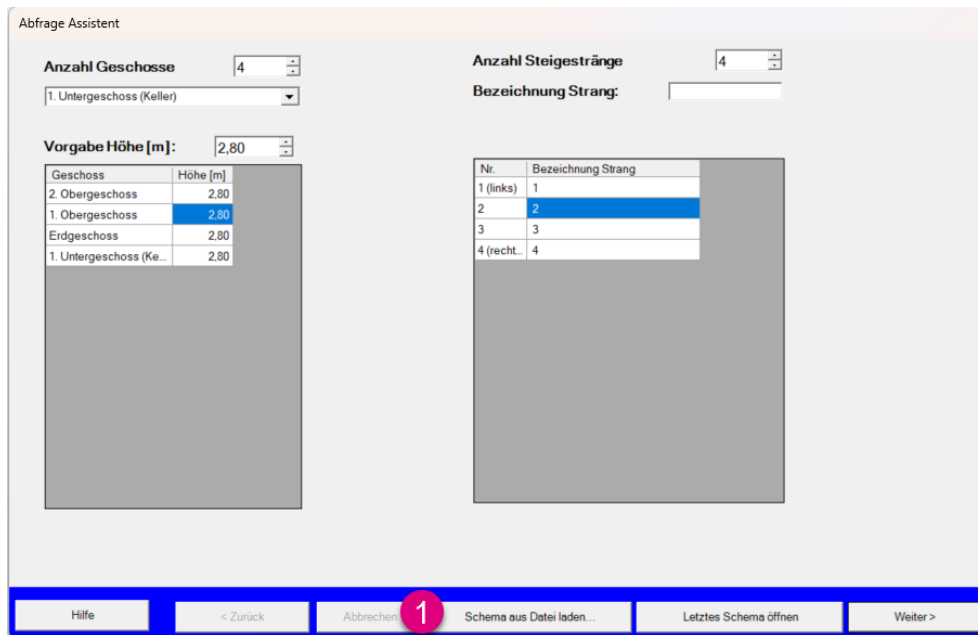 Abfrage Assistent
Anzahl Geschosse 4
1. Untergeschoss (Keller)
Vorgabe Höhe [m]: 2,80
Geschoss Höhe [m]
2. Obergeschoss 2,80
1. Obergeschoss 2,80
Erdgeschoss 2,80
1. Untergeschoss (Ke... 2,80
Anzahl Steigestränge 4
Bezeichnung Strang:
Nr. Bezeichnung Strang
1 (links) 1
2 2
3 3
4 (recht... 4
Hilfe < Zurück Abbrechen 1 Schema aus Datei laden... Letztes Schema öffnen Weiter >